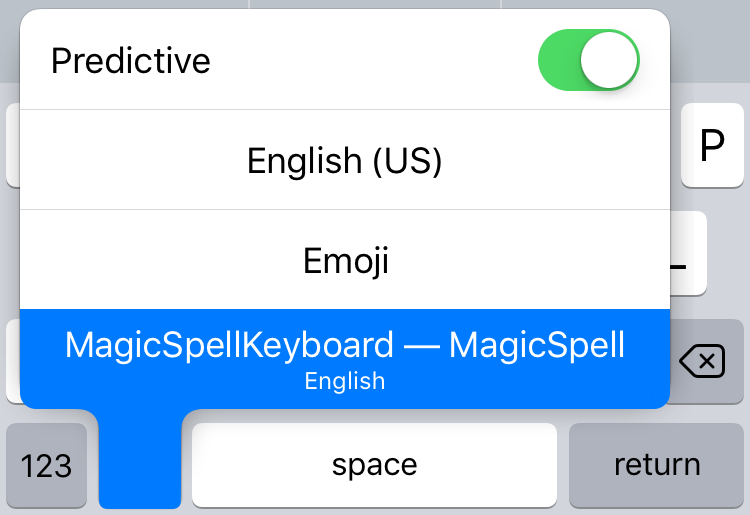 Predictive
English (US)
Emoji
P
MagicSpellKeyboard — MagicSpell
English
123
space
return